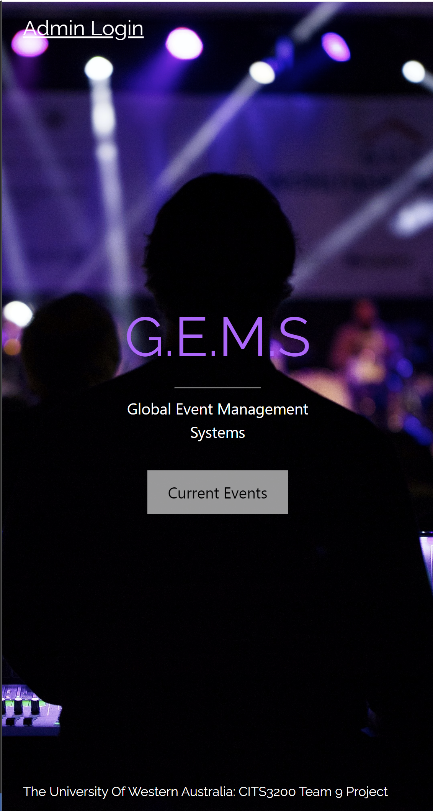 Admin Login
G.E.M.S
Global Event Management
Systems
Current Events
The University Of Western Australia: CITS3200 Team 9 Project